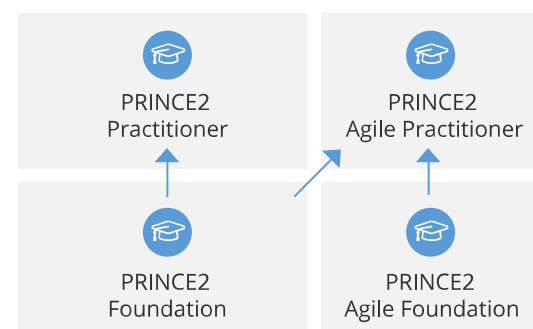 PRINCE2
Practitioner
PRINCE2
Agile Practitioner
PRINCE2
Foundation
PRINCE2
Agile Foundation